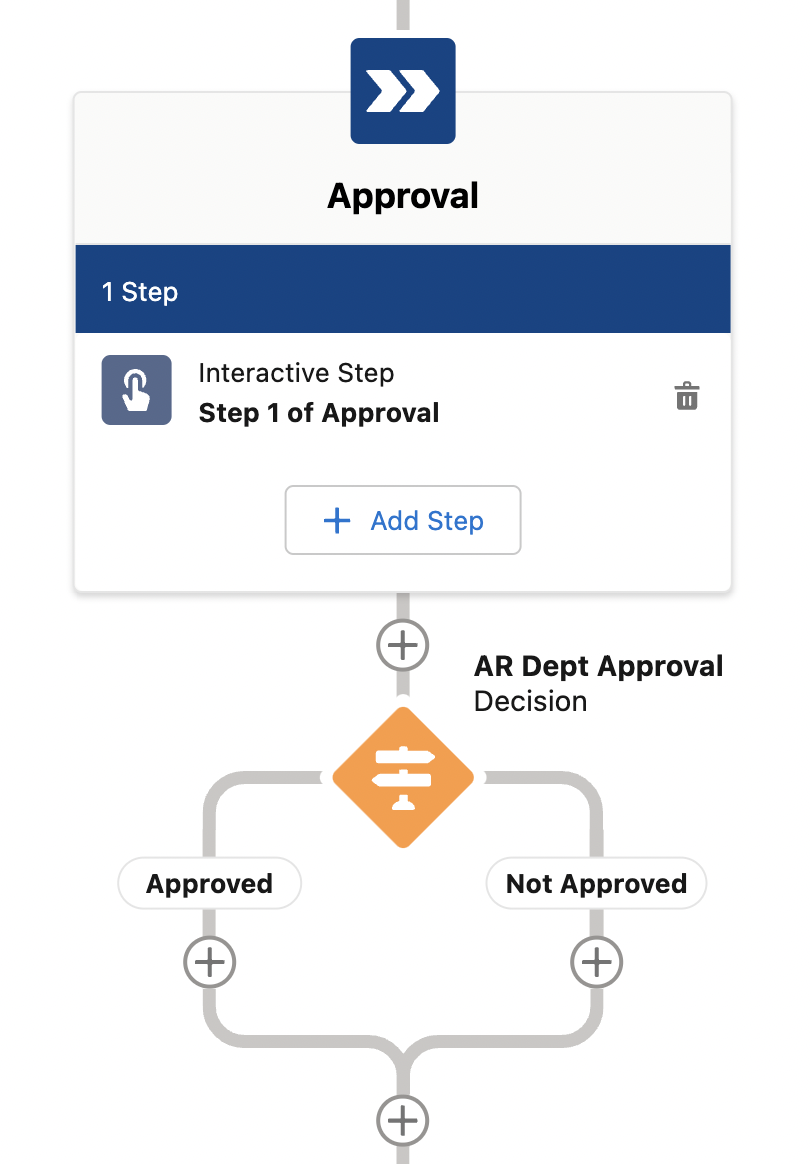 Approval
1 Step
Interactive Step
Step 1 of Approval
Add Step
AR Dept Approval
Decision
Approved
Not Approved